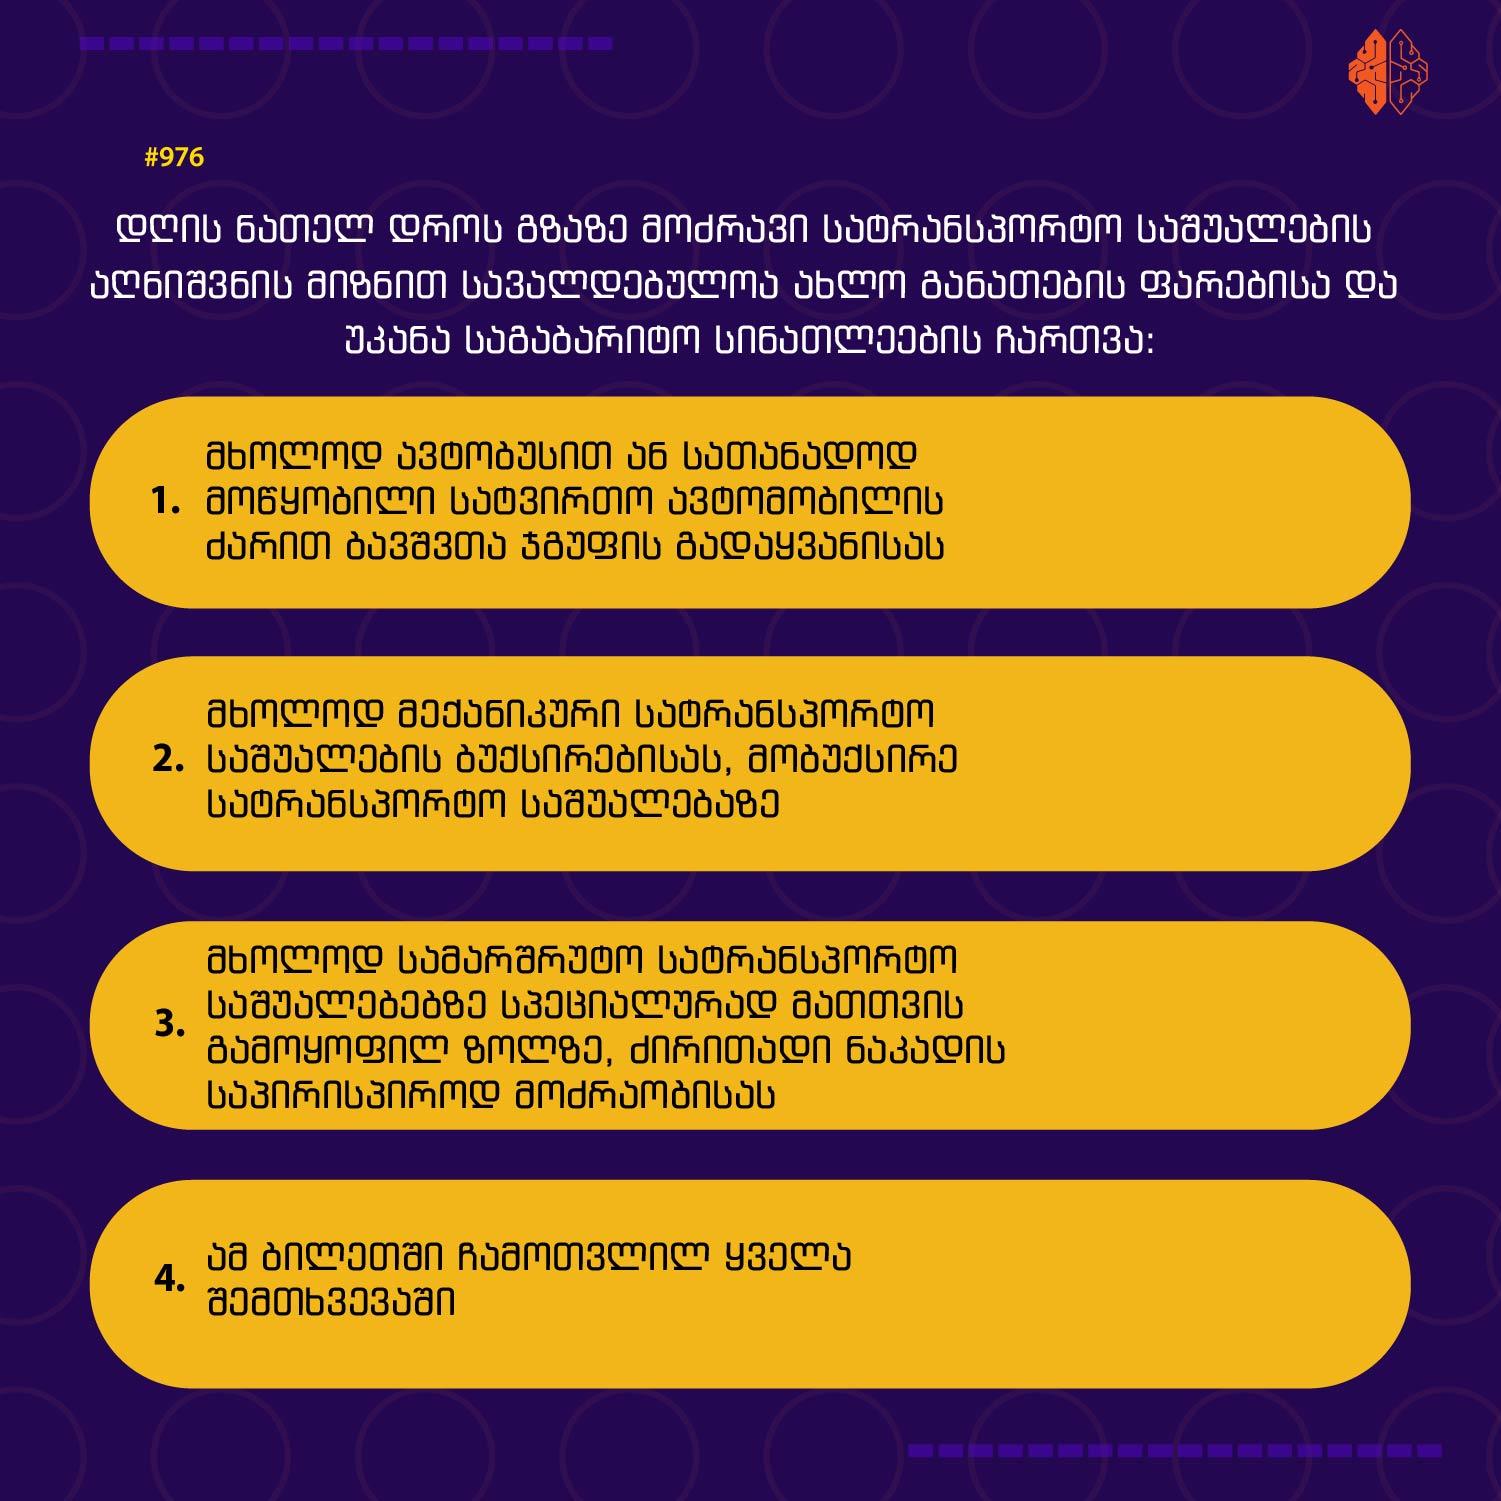 #976
დღის ნათელ დროს გზაზე მოძრავი სატრანსპორტო საშუალების
აღნიშვნის მიზნით სავალდებულოა ახლო განათების ფარებისა და
უკანა საგაბარიტო სინათლეების ჩართვა:
მხოლოდ ავტობუსით ან სათანადოდ
1. მოწყობილი სატვირთო ავტომობილის
ძარით ბავშვთა ჯგუფის გადაყვანისას
მხოლოდ მექანიკური სატრანსპორტო
2. საშუალების ბუქსირებისას, მობუქსირე
სატრანსპორტო საშუალებაზე
მხოლოდ სამარშრუტო სატრანსპორტო
საშუალებებზე სპეციალურად მათთვის
3. გამოყოფილ ზოლზე, ძირითადი ნაკადის
საპირისპიროდ მოძრაობისას
4. ამ ბილეთში ჩამოთვლილ ყველა
შემთხვევაში